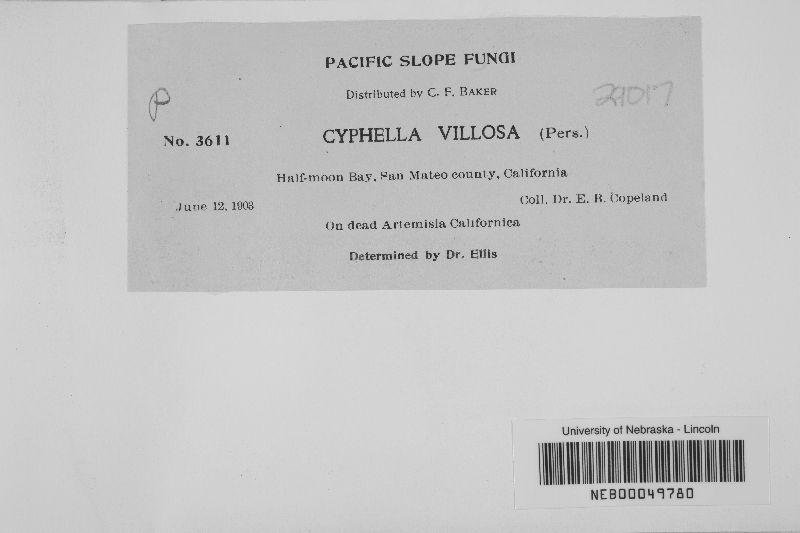 PACIFIC SLOPE FUNGI
Distributed by C. F. BAKER
P
29017
No. 3611
CYPHELLA VILLOSA (Pers.)
Half-moon Bay, San Mateo county, California
June 12, 1903
Coll. Dr. E. B. Copeland
On dead Artemisia Californica
Determined by Dr. Ellis
University of Nebraska - Lincoln
NEB00049780